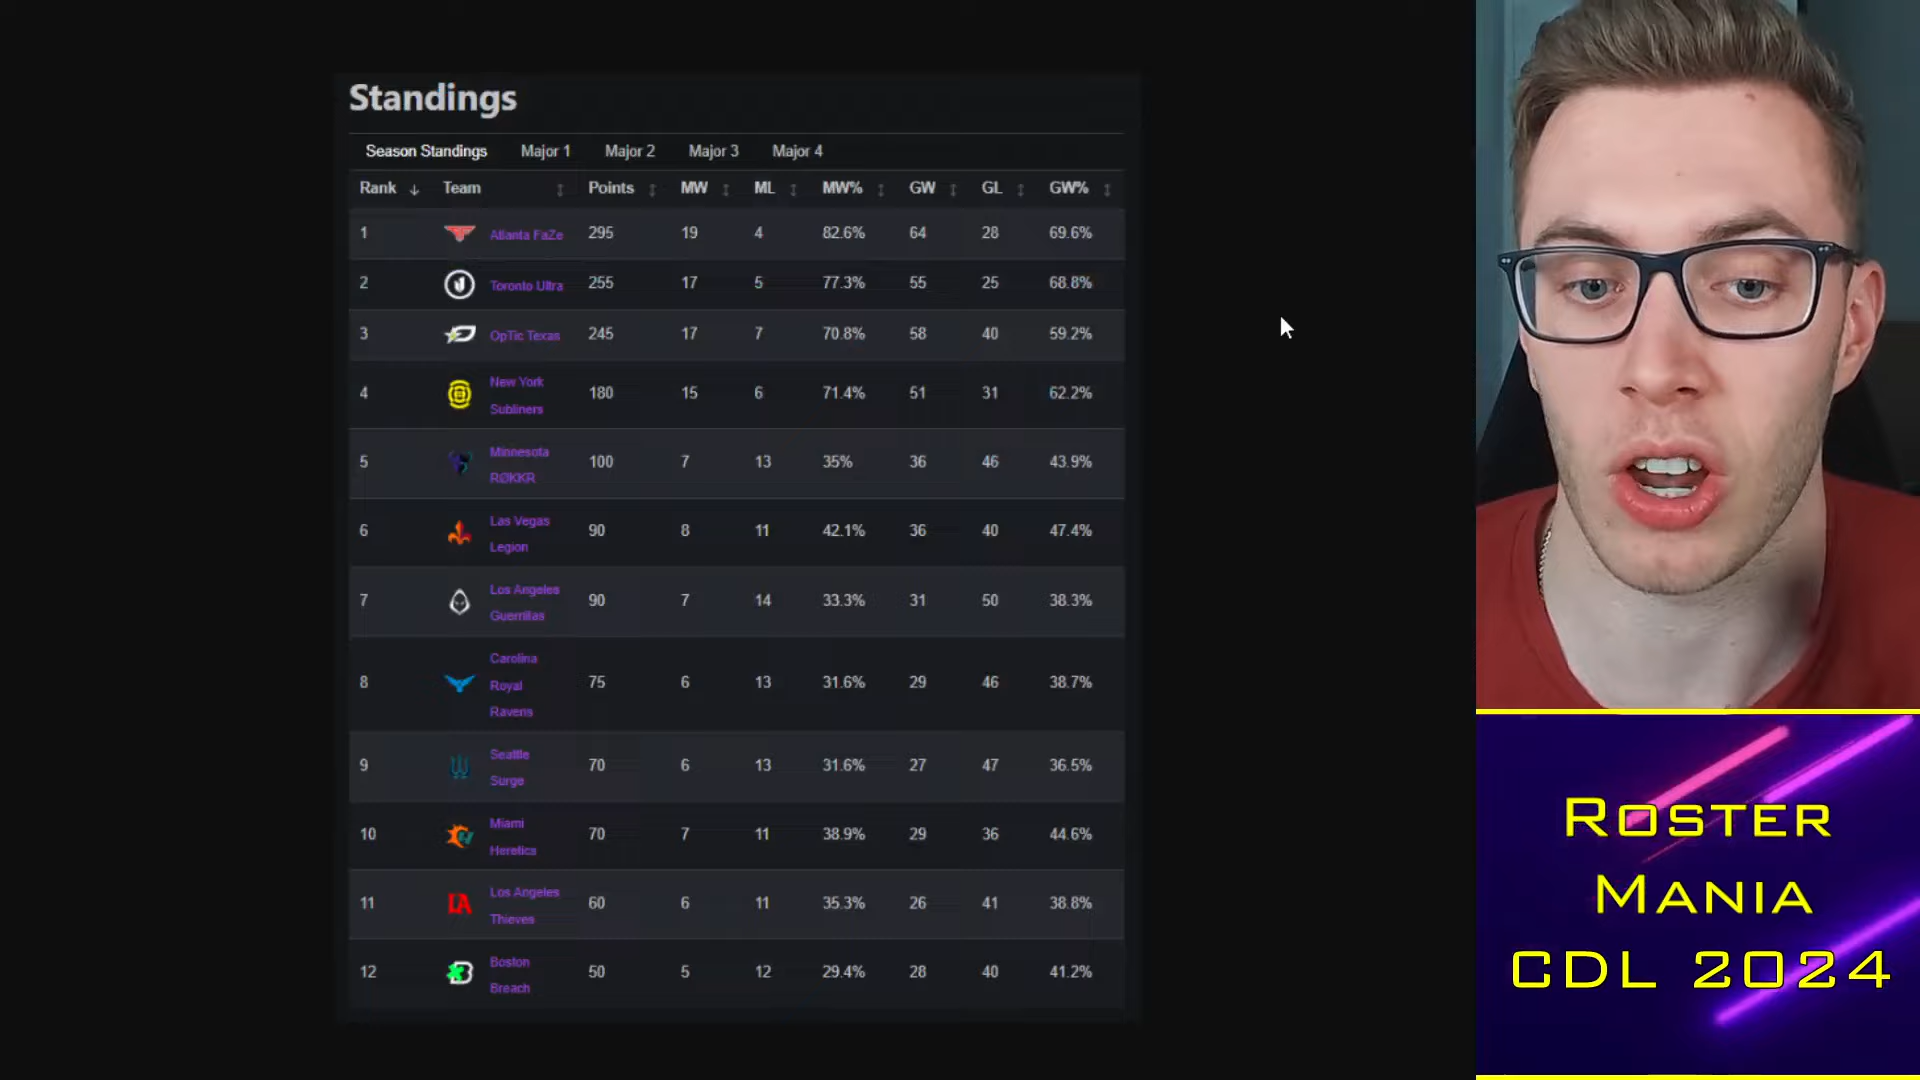 Standings
Season Standings Major 1 Major 2 Major 3 Major 4
Rank Team Points MW ML MW% GW GL GW%
1 Atlanta FaZe 295 19 4 82.6% 64 28 69.6%
2 Toronto Ultra 255 17 5 77.3% 55 25 68.8%
3 OpTic Texas 245 17 7 70.8% 58 40 59.2%
New York
4 180 15 6 71.4% 51 31 62.2%
Subliners
Minnesota
5 100 7 13 35% 36 46 43.9%
RØKKR
Las Vegas
6 90 8 11 42.1% 36 40 47.4%
Legion
Los Angeles
7 90 7 14 33.3% 31 50 38.3%
Guerrillas
Carolina
8 Royal 75 6 13 31.6% 29 46 38.7%
Ravens
Seattle
9 70 6 13 31.6% 27 47 36.5%
Surge
Miami
10 70 7 11 38.9% 29 36 44.6%
Heretics
Los Angeles
11 LA 60 6 11 35.3% 26 41 38.8%
Thieves
Boston
12 B 50 5 12 29.4% 28 40 41.2%
Breach
ROSTER
MANIA
CDL 2024